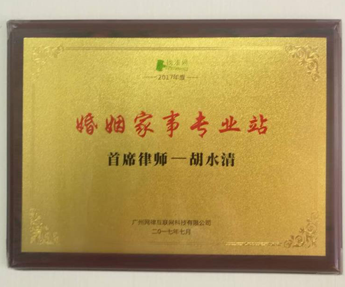 2017年度
婚姻家事专业站
首席律师—胡水清
广州网律互联网科技有限公司
二〇一七年七月